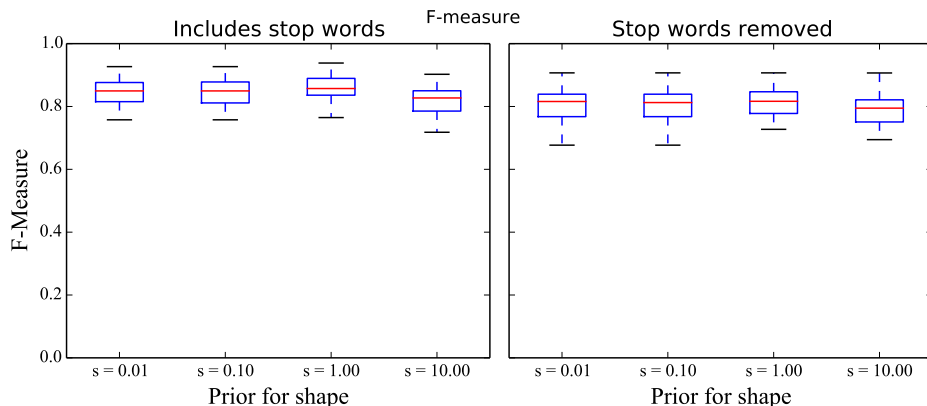 F-measure
Includes stop words
Stop words removed
1.0
0.8
0.6
0.4
0.2
0.0
F-Measure
s = 0.01 s = 0.10 s = 1.00 s = 10.00
s = 0.01 s = 0.10 s = 1.00 s = 10.00
Prior for shape
Prior for shape